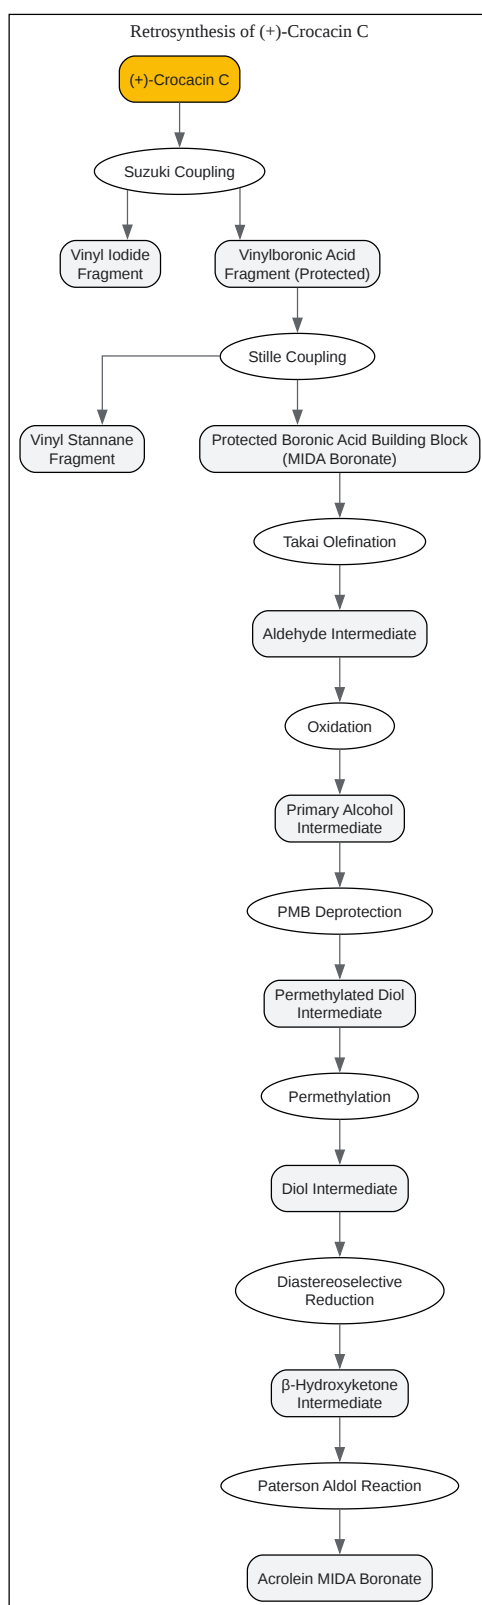 Retrosynthesis of (+)-Crocacin C
(+)-Crocacin C
Suzuki Coupling
Vinyl Iodide
Fragment
Vinylboronic Acid
Fragment (Protected)
Stille Coupling
Vinyl Stannane
Fragment
Protected Boronic Acid Building Block
(MIDA Boronate)
Takai Olefination
Aldehyde Intermediate
Oxidation
Primary Alcohol
Intermediate
PMB Deprotection
Permethylated Diol
Intermediate
Permethylation
Diol Intermediate
Diastereoselective
Reduction
β-Hydroxyketone
Intermediate
Paterson Aldol Reaction
Acrolein MIDA Boronate